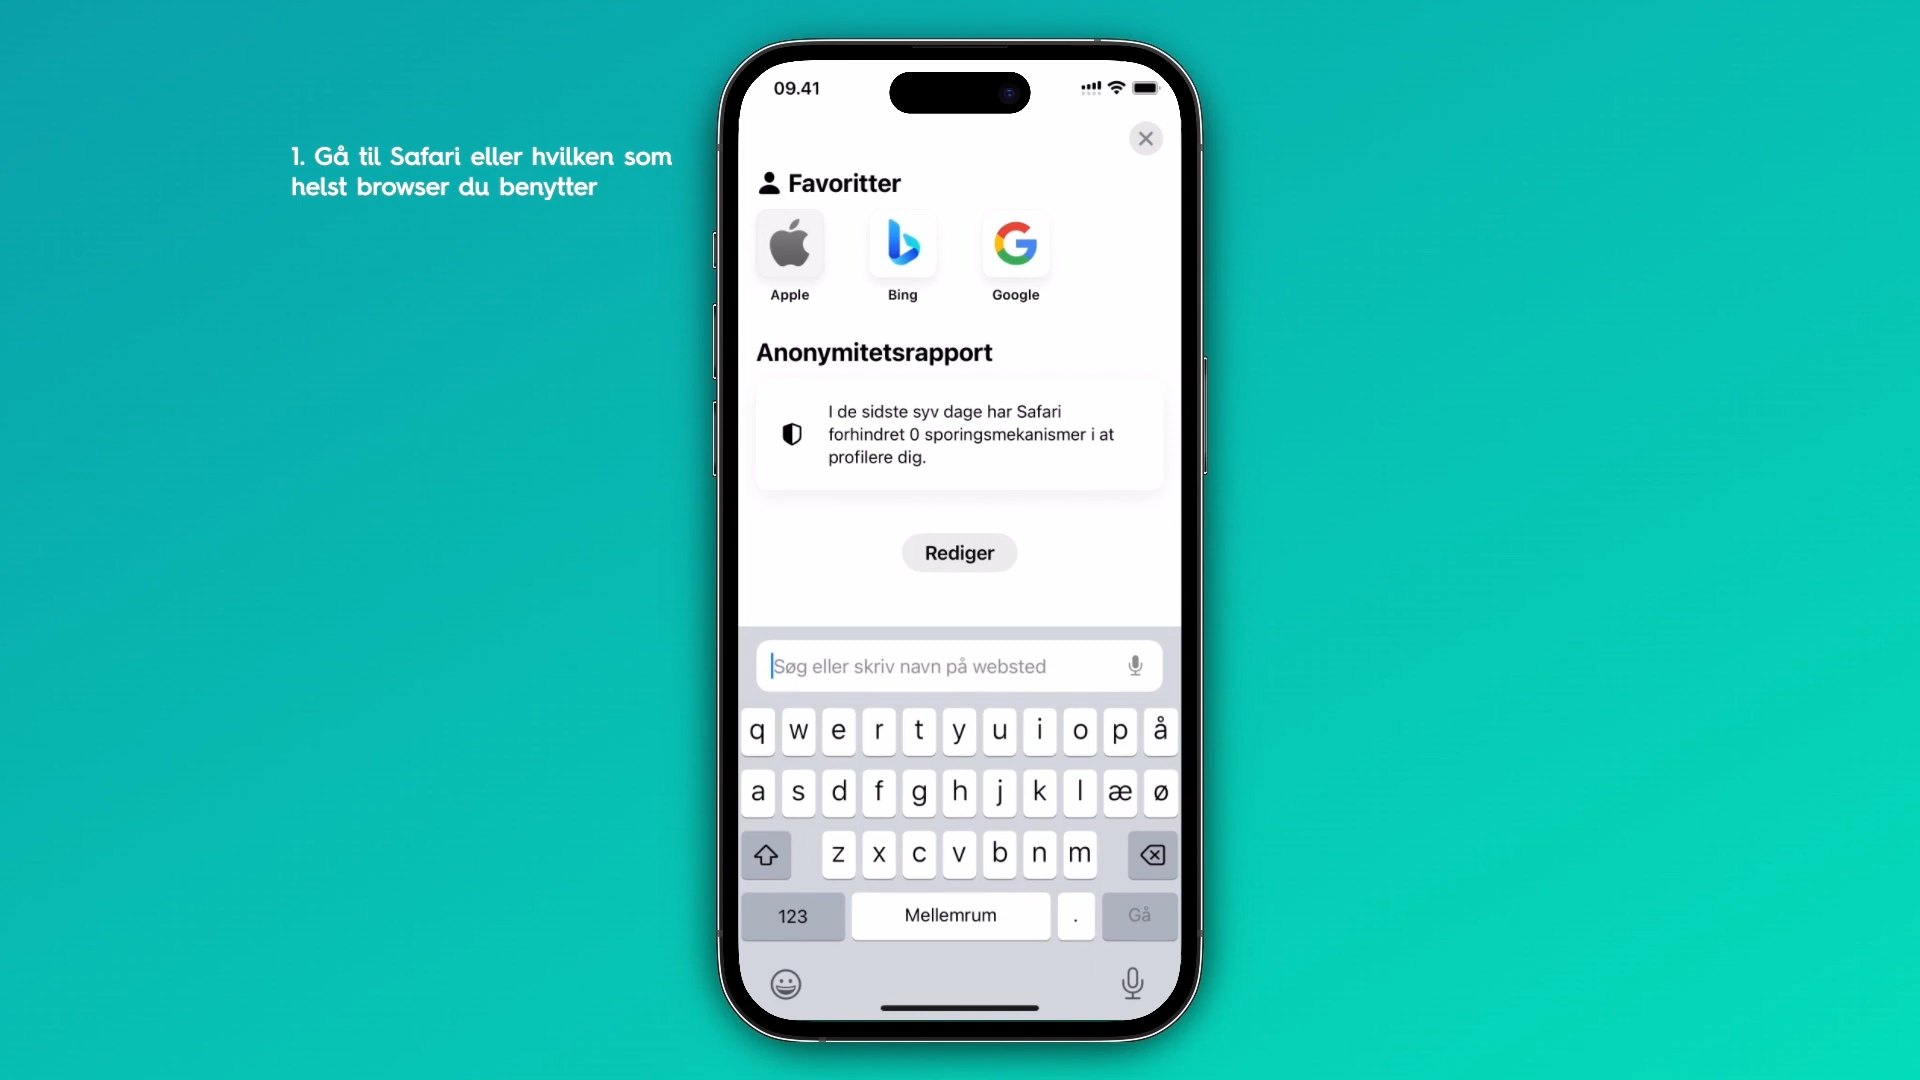 1. Gå til Safari eller hvilken som
helst browser du benytter
09.41
Favoritter
Apple
Bing
Google
Anonymitetsrapport
I de sidste syv dage har Safari
forhindret 0 sporingsmekanismer i at
profilere dig.
Rediger
Søg eller skriv navn på websted
q w e r t y u i o p å
a s d f g h j k l æ ø
z x c v b n m
123 Mellemrum . Gå